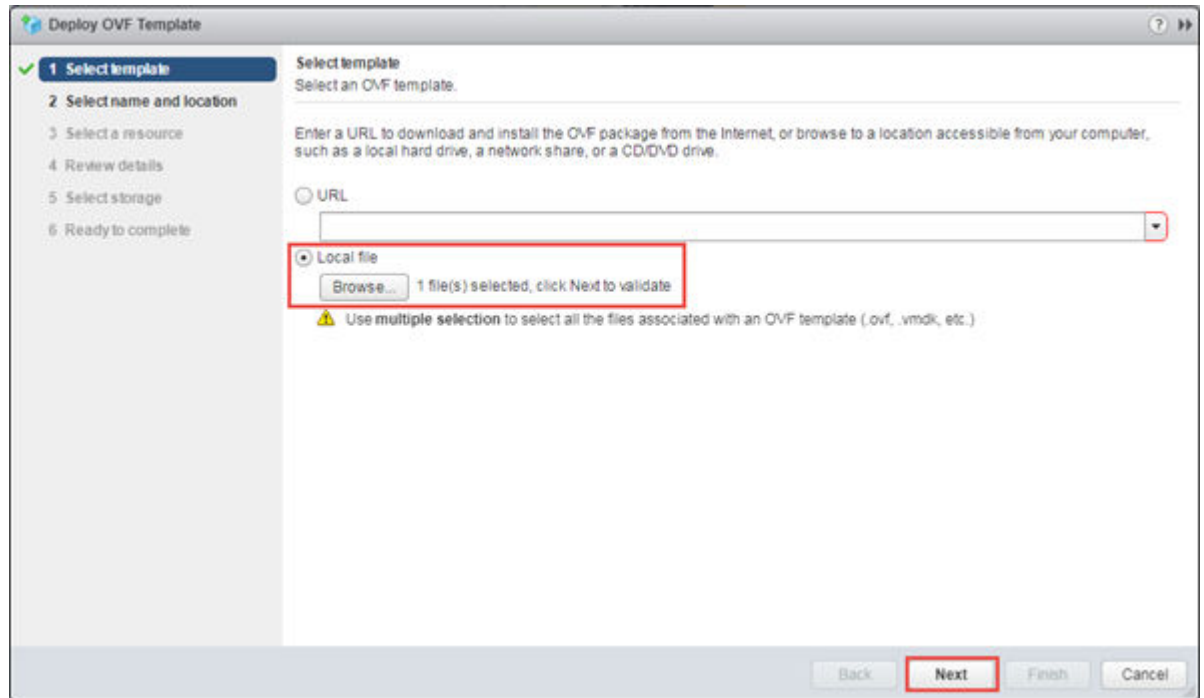 Deploy OVF Template
1 Select template
2 Select name and location
3 Select a resource
4 Review details
5 Select storage
6 Ready to complete
Select template
Select an OVF template.
Enter a URL to download and install the OVF package from the Internet, or browse to a location accessible from your computer,
such as a local hard drive, a network share, or a CD/DVD drive.
URL
Local file
Browse... 1 file(s) selected, click Next to validate
Use multiple selection to select all the files associated with an OVF template (.ovf, .vmdk, etc.)
Back Next Finish Cancel